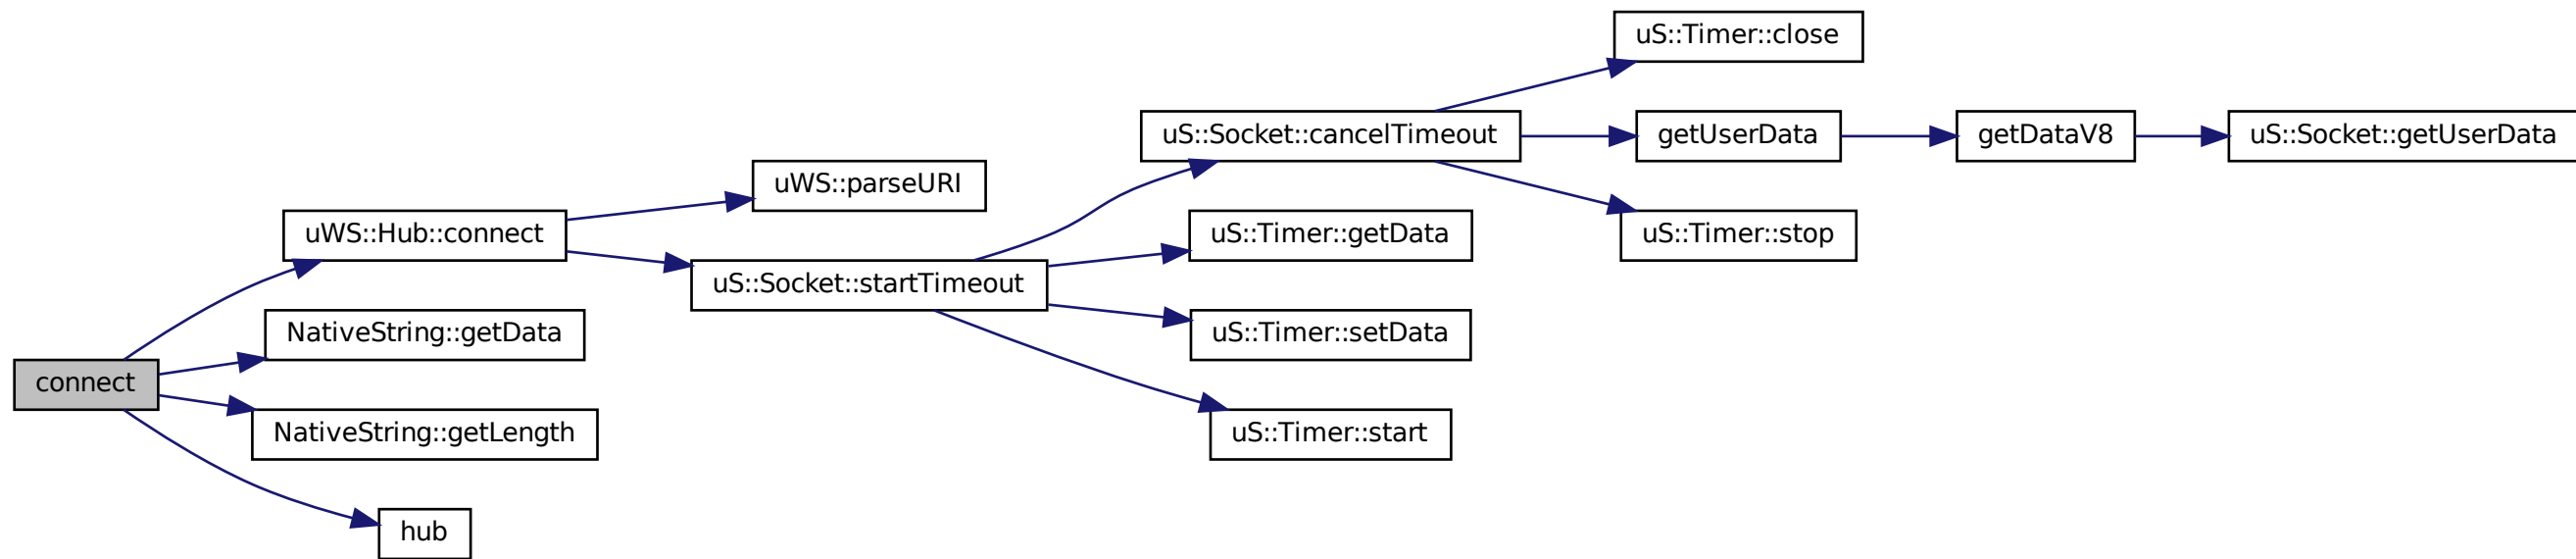 connect
uWS::Hub::connect
NativeString::getData
NativeString::getLength
hub
uWS::parseURI
uS::Socket::startTimeout
uS::Socket::cancelTimeout
uS::Timer::getData
uS::Timer::setData
uS::Timer::start
uS::Timer::close
getUserData
uS::Timer::stop
getDataV8
uS::Socket::getUserData